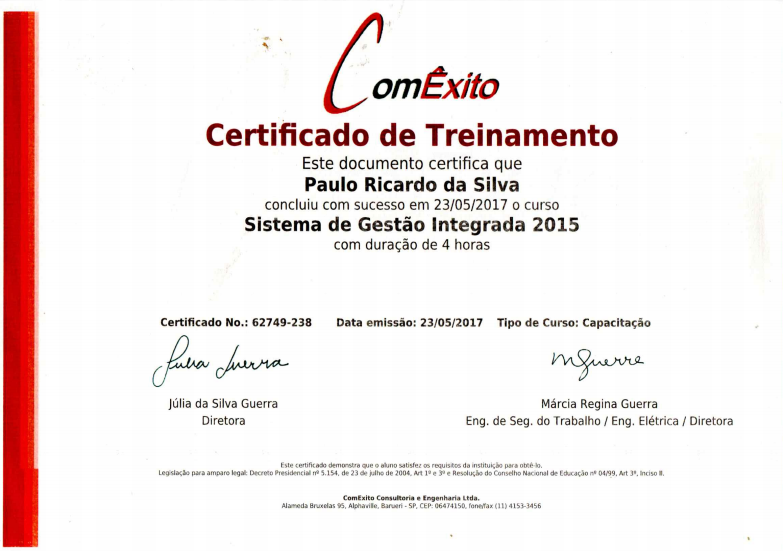 ComÊxito
Certificado de Treinamento
Este documento certifica que
Paulo Ricardo da Silva
concluiu com sucesso em 23/05/2017 o curso
Sistema de Gestão Integrada 2015
com duração de 4 horas
Certificado No.: 62749-238 Data emissão: 23/05/2017 Tipo de Curso: Capacitação
Julia Guerra MGuerre
Júlia da Silva Guerra Márcia Regina Guerra
Diretora Eng. de Seg. do Trabalho / Eng. Elétrica / Diretora
Este certificado demonstra que o aluno satisfez os requisitos da instituição para obtê-lo.
Legislação para amparo legal: Decreto Presidencial nº 5.154, de 23 de julho de 2004, Art 1º e 3º e Resolução do Conselho Nacional de Educação nº 04/99, Art 3º, Inciso II.
ComExito Consultoria e Engenharia Ltda.
Alameda Bruxelas 95, Alphaville, Barueri - SP, CEP: 06474150, fone/fax (11) 4153-3456